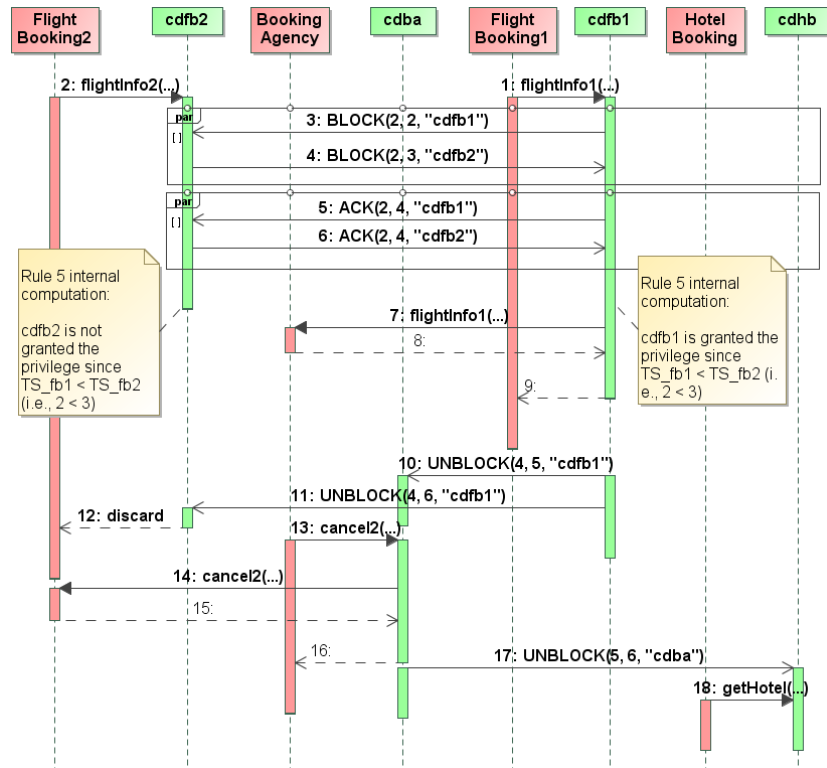 Flight
Booking2
cdfb2
Booking
Agency
cdba
Flight
Booking1
cdfb1
Hotel
Booking
cdhb
2: flightInfo2(...)
1: flightInfo1(...)
par
[ ]
3: BLOCK(2, 2, "cdfb1")
4: BLOCK(2, 3, "cdfb2")
par
[ ]
5: ACK(2, 4, "cdfb1")
6: ACK(2, 4, "cdfb2")
Rule 5 internal
computation:
cdfb2 is not
granted the
privilege since
TS_fb1 < TS_fb2
(i.e., 2 < 3)
Rule 5 internal
computation:
cdfb1 is granted the
privilege since
TS_fb1 < TS_fb2 (i.
e., 2 < 3)
7: flightInfo1(...)
8:
9:
10: UNBLOCK(4, 5, "cdfb1")
11: UNBLOCK(4, 6, "cdfb1")
12: discard
13: cancel2(...)
14: cancel2(...)
15:
16:
17: UNBLOCK(5, 6, "cdba")
18: getHotel(...)